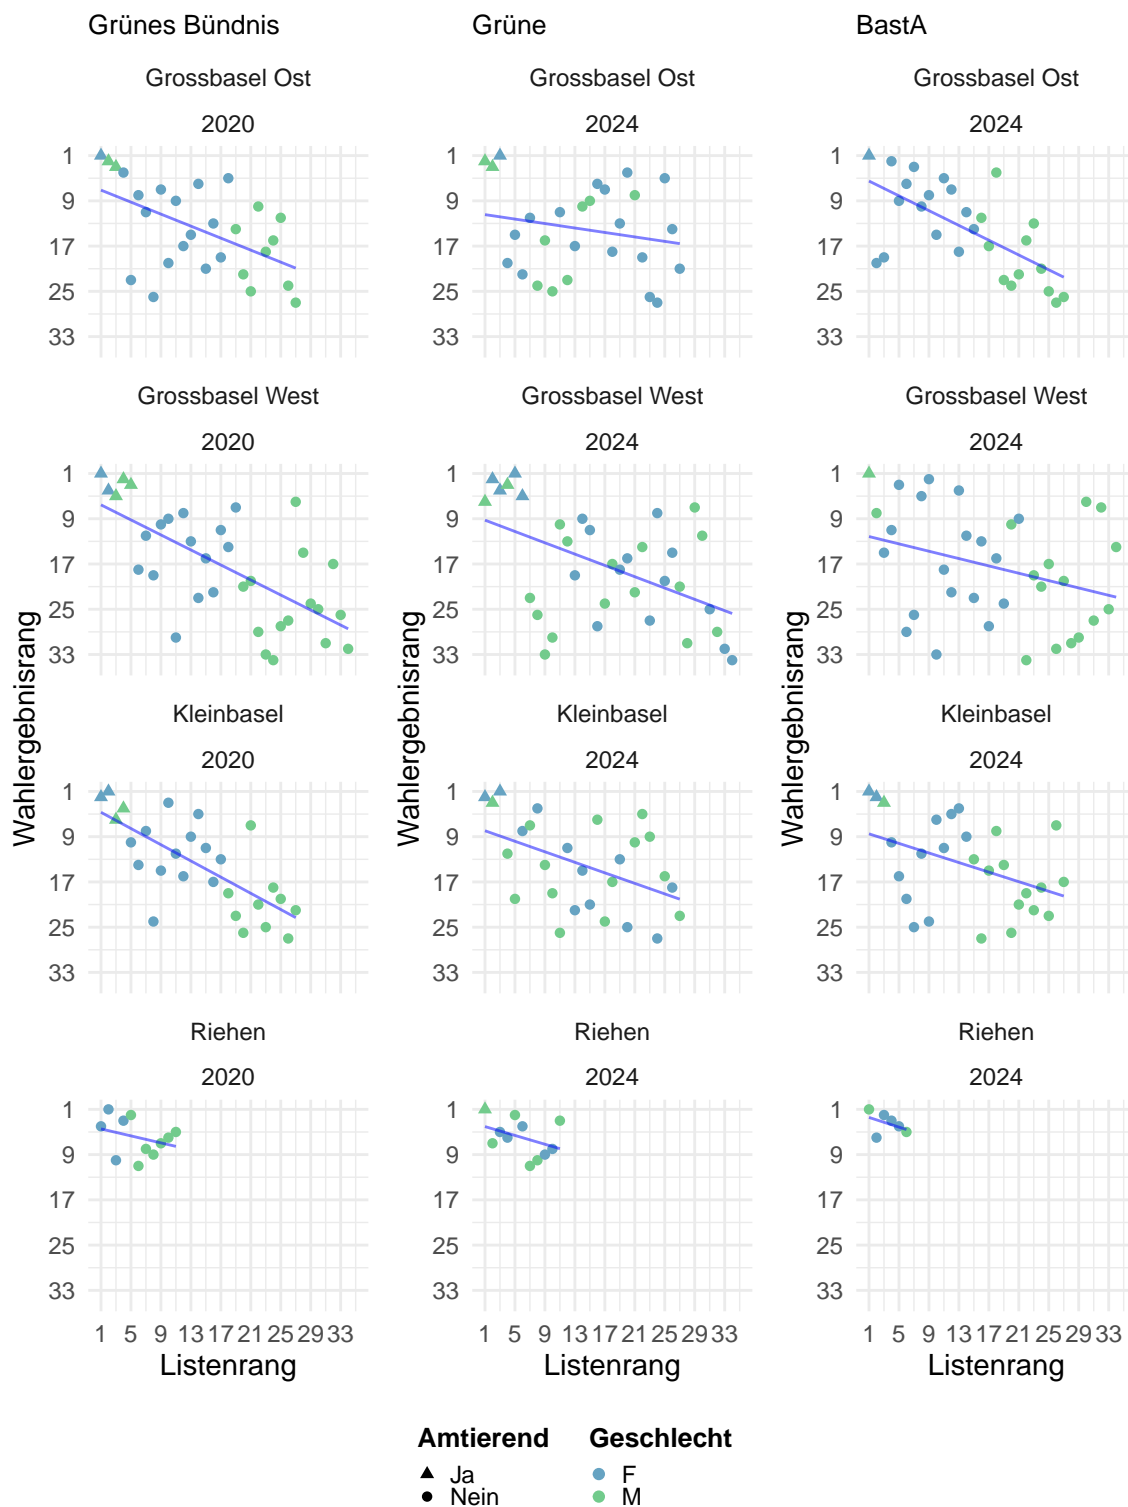 Grünes Bündnis Grüne BastA
Grossbasel Ost Grossbasel Ost Grossbasel Ost
2020 2024 2024
1 1 1
9 9 9
17 17 17
25 25 25
33 33 33
Grossbasel West Grossbasel West Grossbasel West
2020 2024 2024
1 1 1
9 9 9
17 17 17
25 25 25
33 33 33
Wahlergebnisrang Wahlergebnisrang Wahlergebnisrang
Kleinbasel Kleinbasel Kleinbasel
2020 2024 2024
1 1 1
9 9 9
17 17 17
25 25 25
33 33 33
Riehen Riehen Riehen
2020 2024 2024
1 1 1
9 9 9
17 17 17
25 25 25
33 33 33
1 5 9 13 17 21 25 29 33 1 5 9 13 17 21 25 29 33 1 5 9 13 17 21 25 29 33
Listenrang Listenrang Listenrang
Amtierend Geschlecht
Ja F
Nein M